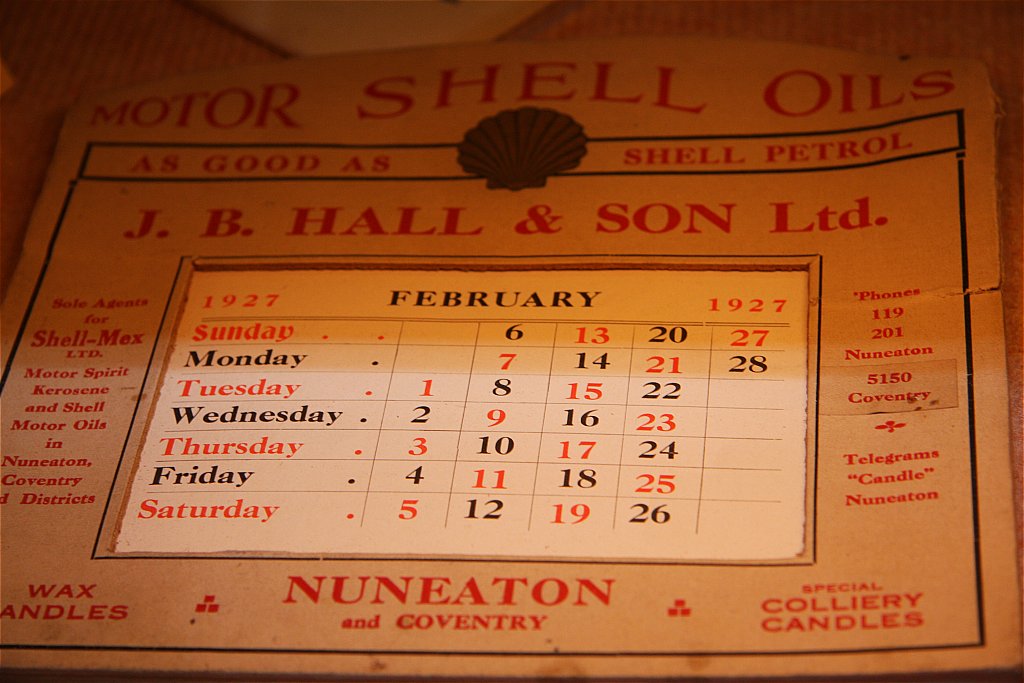 MOTOR SHELL OILS
AS GOOD AS SHELL PETROL
J. B. HALL & SON Ltd.
Sole Agents
for
Shell-Mex
LTD.
Motor Spirit
Kerosene
and Shell
Motor Oils
in
Nuneaton,
Coventry
Districts
1927 FEBRUARY 1927
Sunday . . 6 13 20 27
Monday . 7 14 21 28
Tuesday . 1 8 15 22
Wednesday . 2 9 16 23
Thursday . 3 10 17 24
Friday . 4 11 18 25
Saturday . 5 12 19 26
'Phones
119
201
Nuneaton
5150
Coventry
Telegrams
"Candle"
Nuneaton
WAX
ANDLES
NUNEATON
and COVENTRY
SPECIAL
COLLIERY
CANDLES